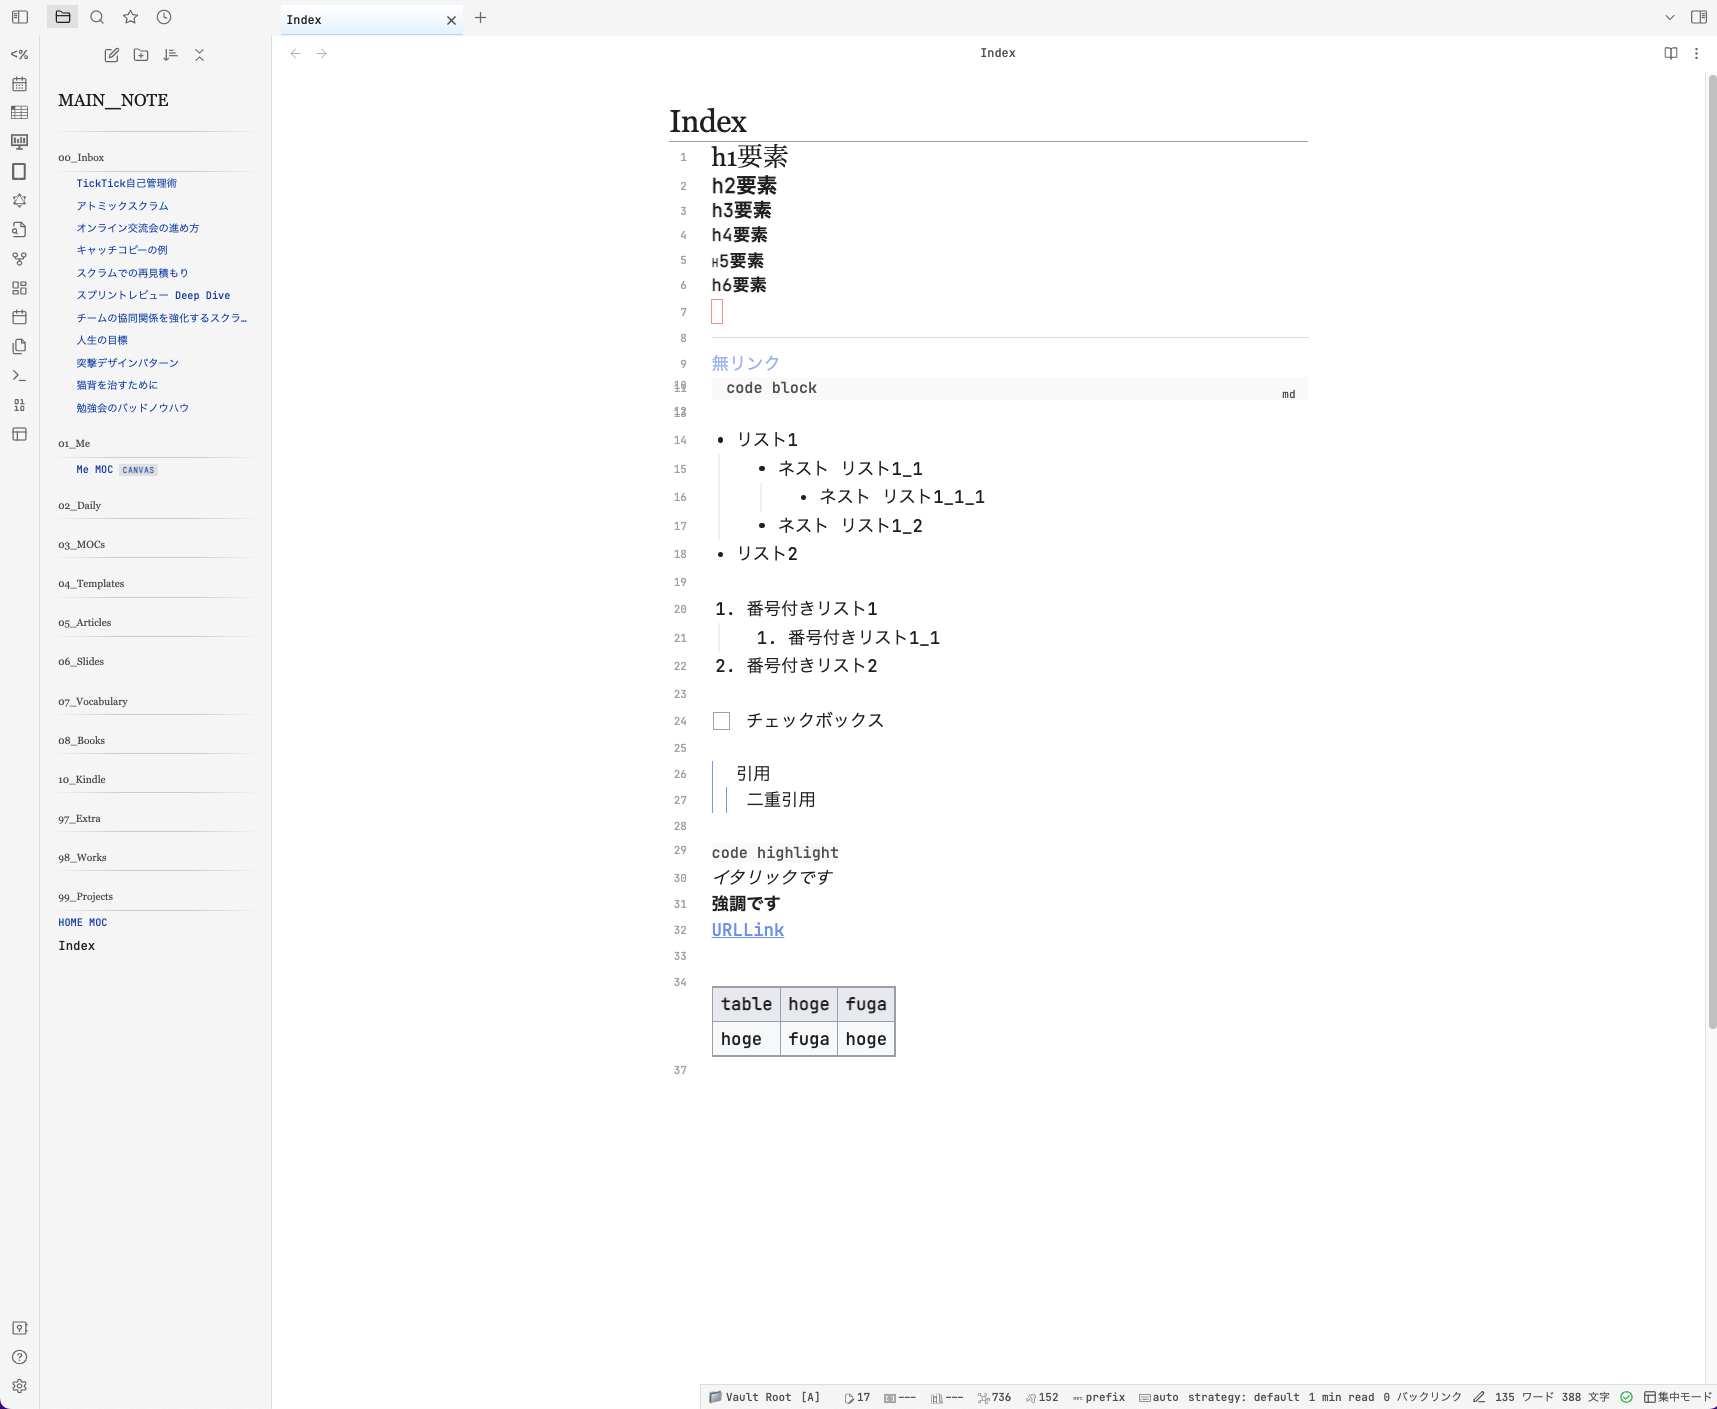 Index
<%
MAIN__NOTE
00_Inbox
TickTick自己管理術
アトミックスクラム
オンライン交流会の進め方
キャッチコピーの例
スクラムでの再見積もり
スプリントレビュー Deep Dive
チームの協同関係を強化するスクラ…
人生の目標
突撃デザインパターン
猫背を治すために
勉強会のバッドノウハウ
01_Me
Me MOC CANVAS
02_Daily
03_MOCs
04_Templates
05_Articles
06_Slides
07_Vocabulary
08_Books
10_Kindle
97_Extra
98_Works
99_Projects
HOME MOC
Index
Index
Index
1 h1要素
2 h2要素
3 h3要素
4 h4要素
5 H5要素
6 h6要素
7
8
9 無リンク
10
11 code block md
12
13
14 • リスト1
15 • ネスト リスト1_1
16 • ネスト リスト1_1_1
17 • ネスト リスト1_2
18 • リスト2
19
20 1. 番号付きリスト1
21 1. 番号付きリスト1_1
22 2. 番号付きリスト2
23
24 チェックボックス
25
26 引用
27 二重引用
28
29 code highlight
30 イタリックです
31 強調です
32 URLLink
33
34
table hoge fuga
hoge fuga hoge
37
Vault Root [A] 17 --- --- 736 152 prefix auto strategy: default 1 min read 0 バックリンク 135 ワード 388 文字 集中モード